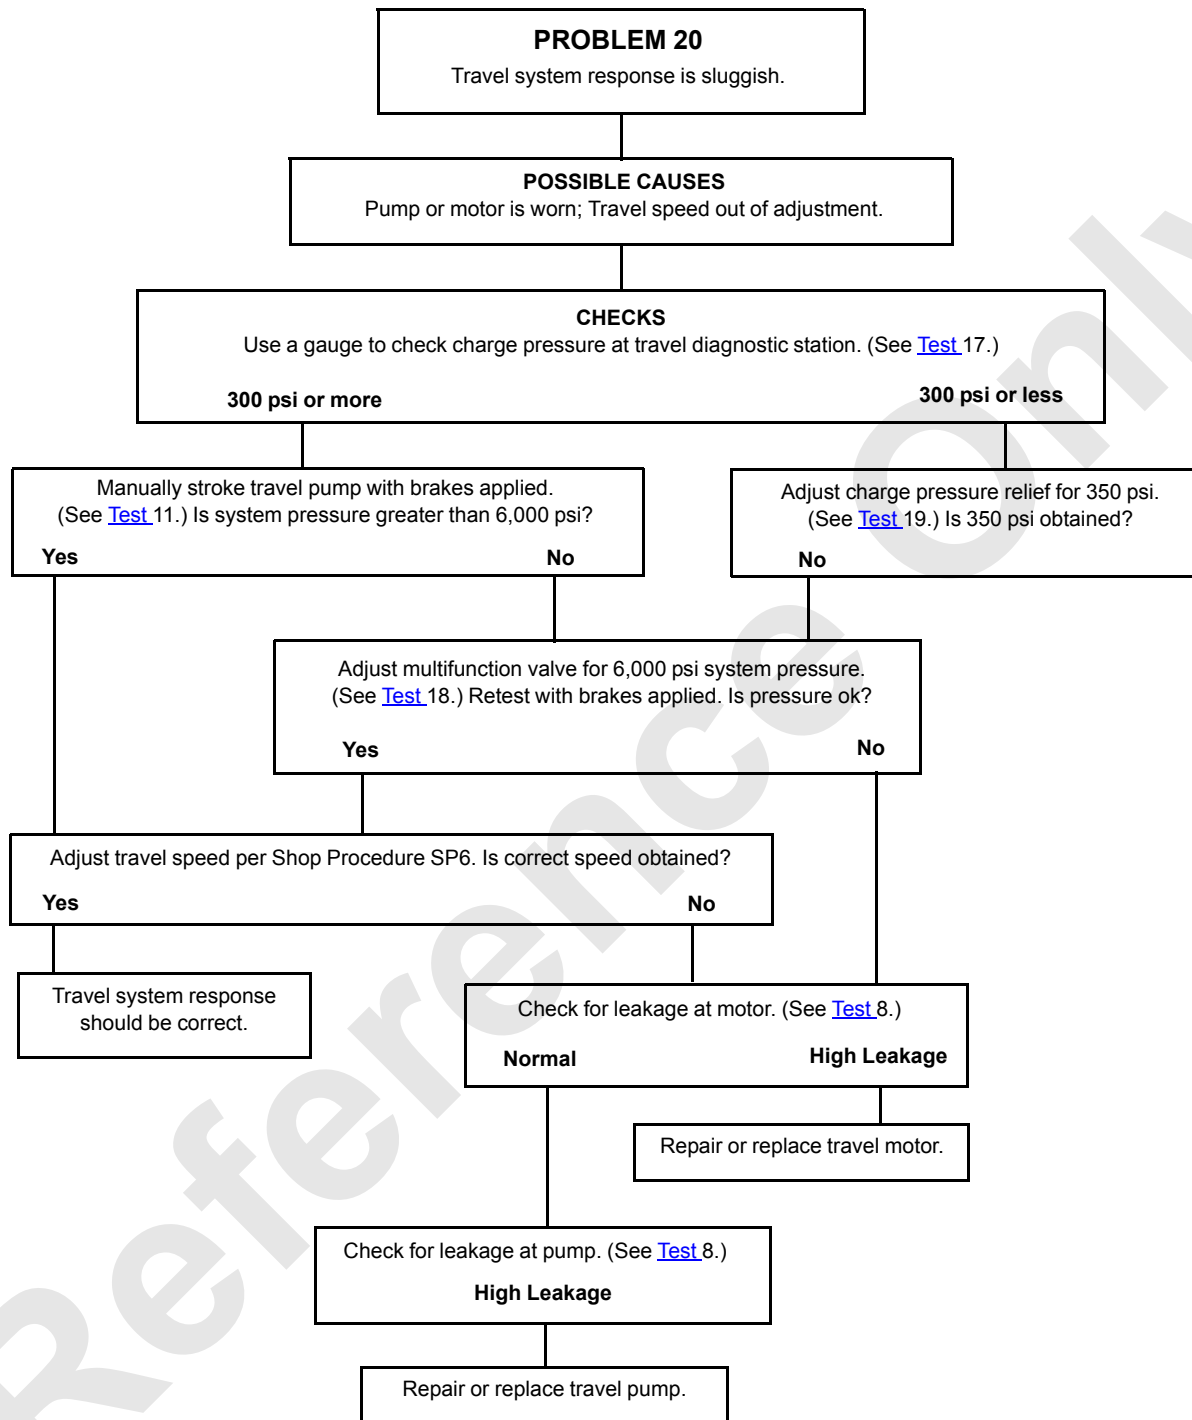 PROBLEM 20
Travel system response is sluggish.
POSSIBLE CAUSES
Pump or motor is worn; Travel speed out of adjustment.
CHECKS
Use a gauge to check charge pressure at travel diagnostic station. (See Test 17.)
300 psi or more
300 psi or less
Manually stroke travel pump with brakes applied.
(See Test 11.) Is system pressure greater than 6,000 psi?
Yes
No
Adjust charge pressure relief for 350 psi.
(See Test 19.) Is 350 psi obtained?
No
Adjust multifunction valve for 6,000 psi system pressure.
(See Test 18.) Retest with brakes applied. Is pressure ok?
Yes
No
Adjust travel speed per Shop Procedure SP6. Is correct speed obtained?
Yes
No
Travel system response
should be correct.
Check for leakage at motor. (See Test 8.)
Normal
High Leakage
Repair or replace travel motor.
Check for leakage at pump. (See Test 8.)
High Leakage
Repair or replace travel pump.
Reference Only